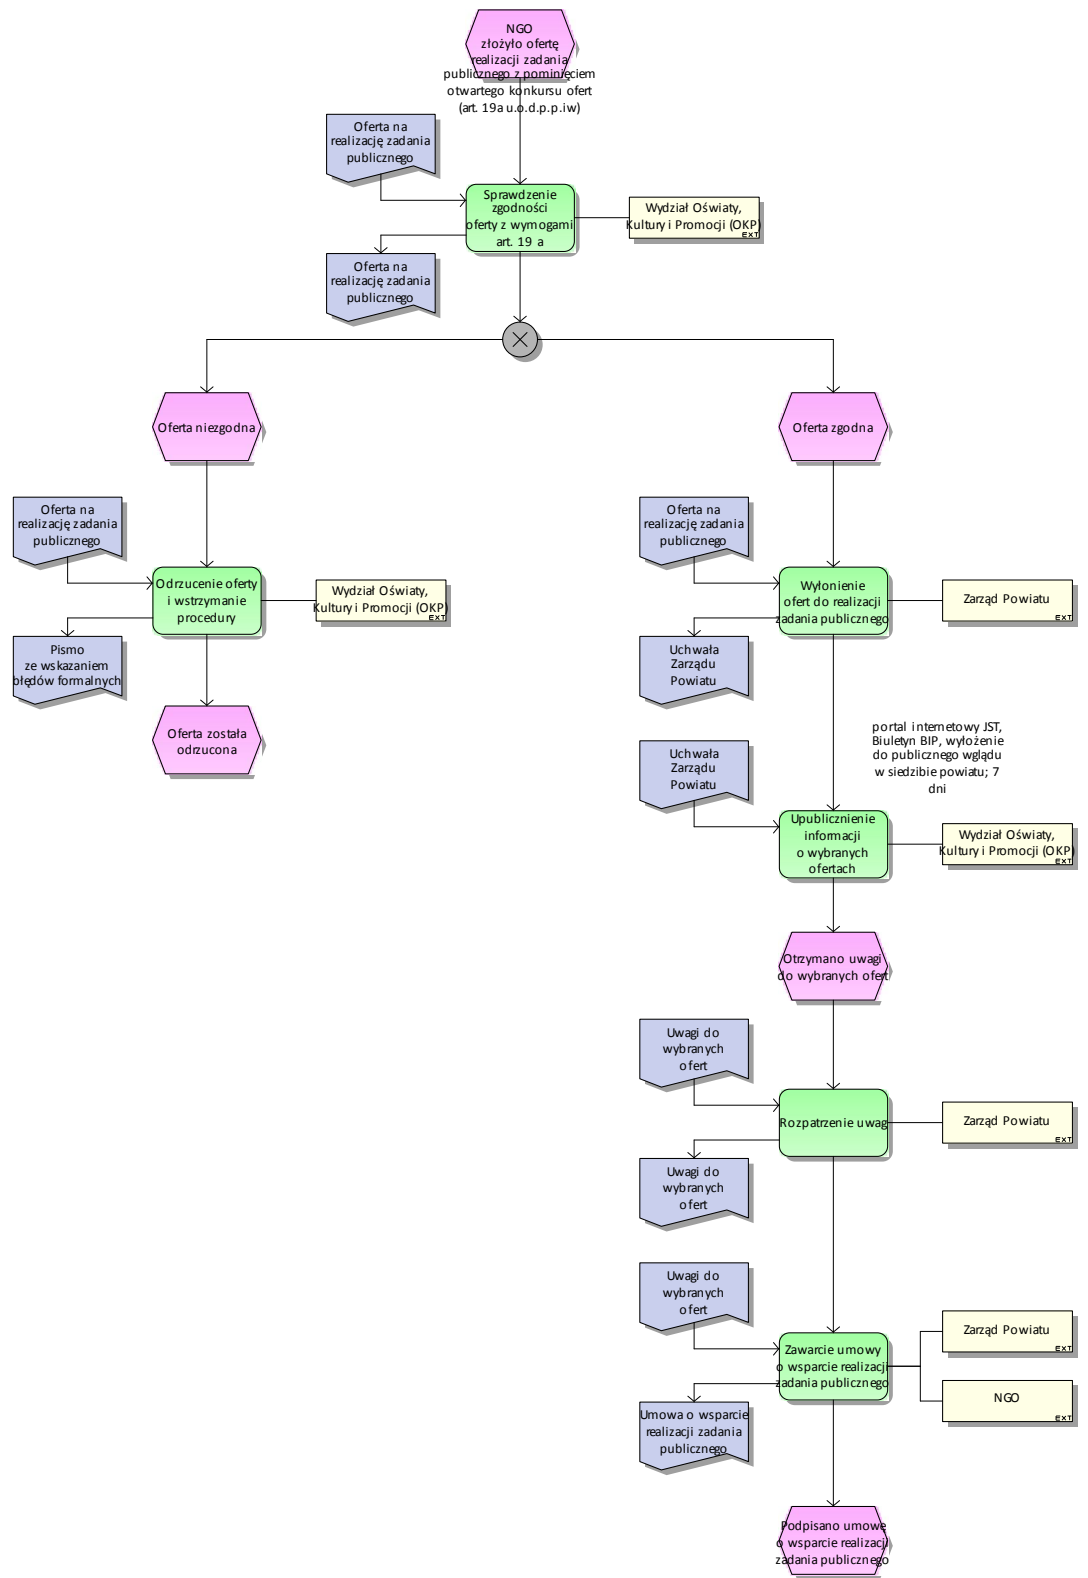 NGO
złożyło ofertę
realizacji zadania
publicznego z pominięciem
otwartego konkursu ofert
(art. 19a u.o.d.p.p.iw)
Oferta na
realizację zadania
publicznego
Sprawdzenie
zgodności
oferty z wymogami
art. 19 a
Wydział Oświaty,
Kultury i Promocji (OKP)
EXT
Oferta na
realizację zadania
publicznego
Oferta niezgodna
Oferta zgodna
Oferta na
realizację zadania
publicznego
Odrzucenie oferty
i wstrzymanie
procedury
Wydział Oświaty,
Kultury i Promocji (OKP)
EXT
Pismo
ze wskazaniem
błędów formalnych
Oferta została
odrzucona
Oferta na
realizację zadania
publicznego
Wyłonienie
ofert do realizacji
zadania publicznego
Zarząd Powiatu
EXT
Uchwała
Zarządu
Powiatu
portal internetowy JST,
Biuletyn BIP, wyłożenie
do publicznego wglądu
w siedzibie powiatu; 7
dni
Uchwała
Zarządu
Powiatu
Upublicznienie
informacji
o wybranych
ofertach
Wydział Oświaty,
Kultury i Promocji (OKP)
EXT
Otrzymano uwagi
do wybranych ofert
Uwagi do
wybranych
ofert
Rozpatrzenie uwag
Zarząd Powiatu
EXT
Uwagi do
wybranych
ofert
Uwagi do
wybranych
ofert
Zawarcie umowy
o wsparcie realizacji
zadania publicznego
Zarząd Powiatu
EXT
NGO
EXT
Umowa o wsparcie
realizacji zadania
publicznego
Podpisano umowę
o wsparcie realizacji
zadania publicznego